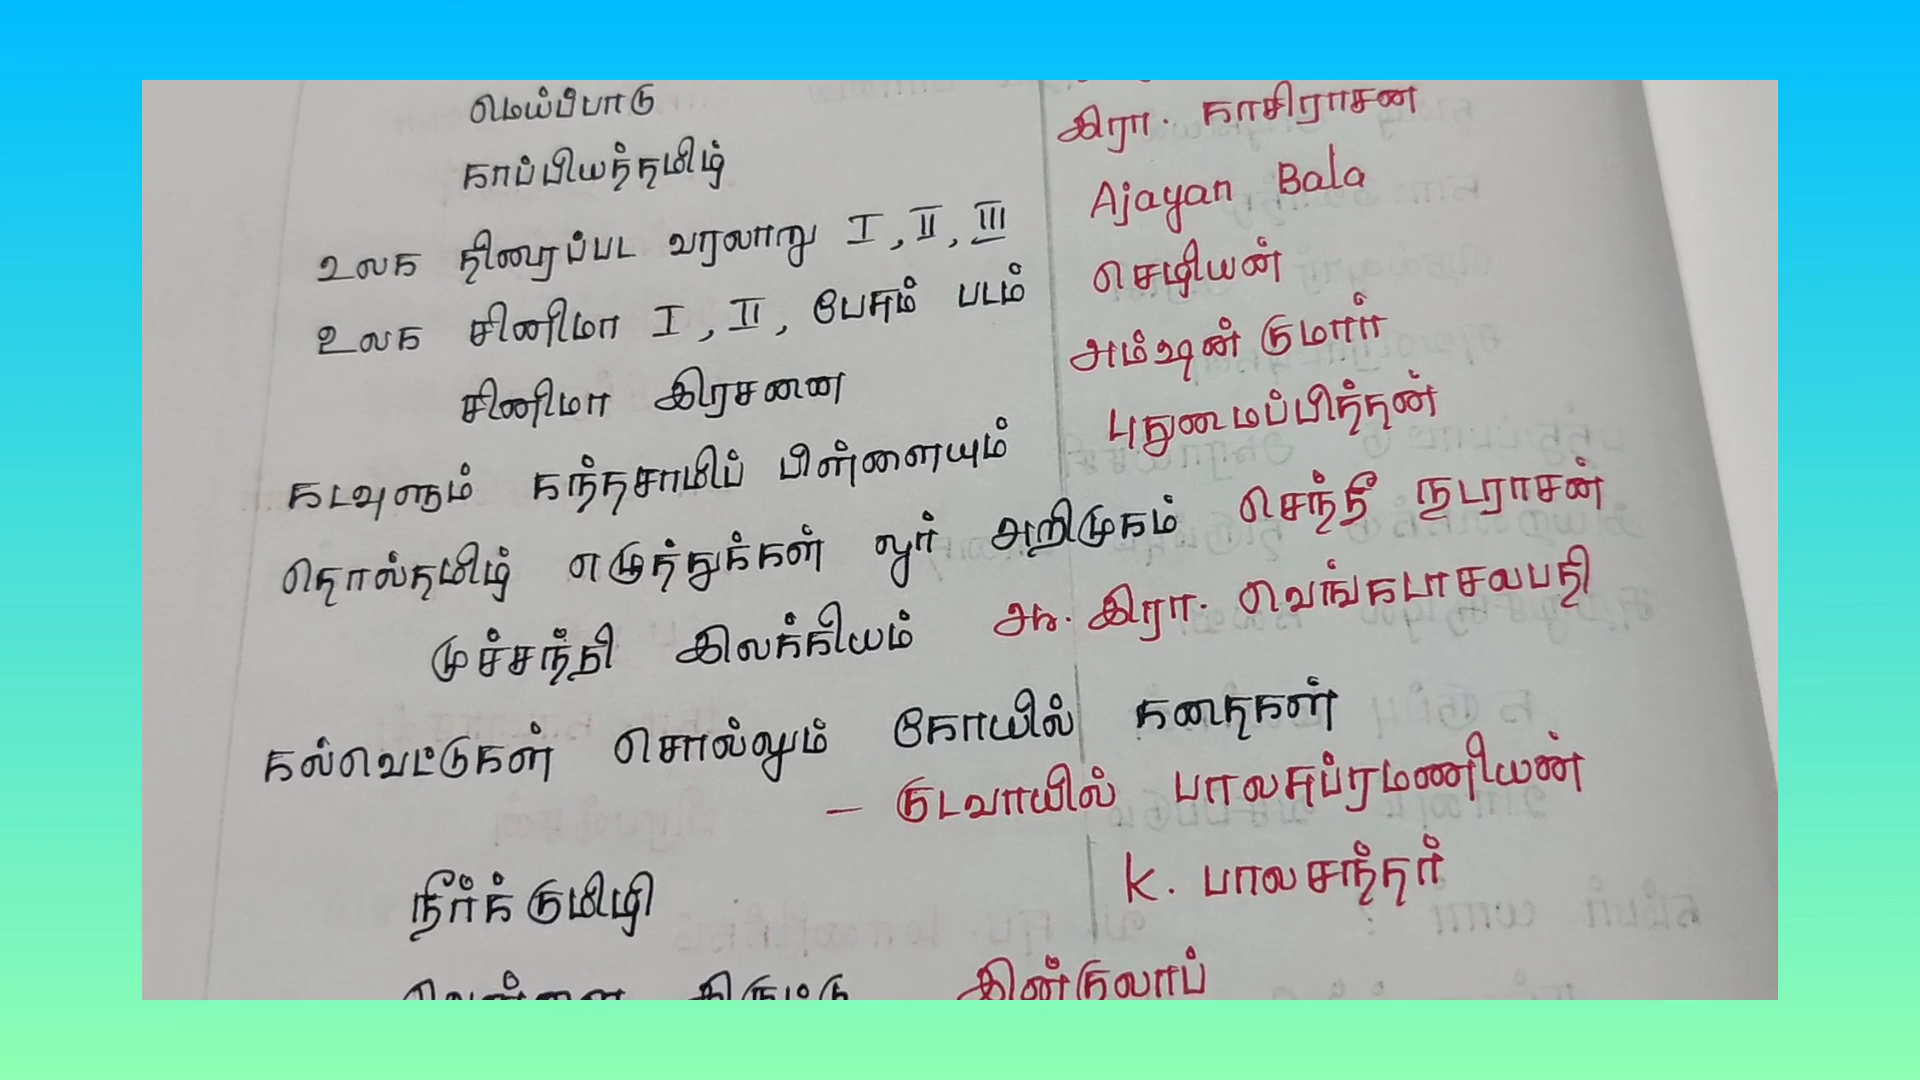 மெய்ப்பாடு
காப்பியத்தமிழ் இரா. காசிராசன்
உலக திரைப்பட வரலாறு I, II, III Ajayan Bala
உலக சினிமா I, II, பேசும் படம் செழியன்
சினிமா இரசனை அம்ஷன் குமார்
கடவுளும் கந்தசாமிப் பிள்ளையும் புதுமைப்பித்தன்
தொல்தமிழ் எழுத்துக்கள் ஓர் அறிமுகம் செந்தீ நடராசன்
முச்சந்தி இலக்கியம் அ. இரா. வெங்கடாசலபதி
கல்வெட்டுகள் சொல்லும் கோயில் கதைகள்
– குடவாயில் பாலசுப்ரமணியன்
நீர்க்குமிழி K. பாலசந்தர்
இன்குலாப்